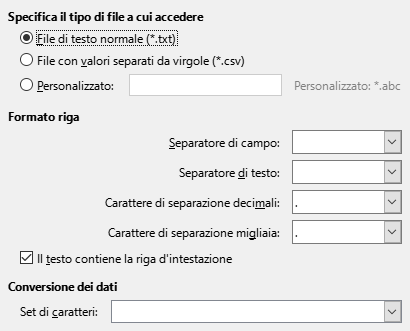 Specifica il tipo di file a cui accedere
File di testo normale (*.txt)
File con valori separati da virgole (*.csv)
Personalizzato: Personalizzato: *.abc
Formato riga
Separatore di campo:
Separatore di testo:
Carattere di separazione decimali: .
Carattere di separazione migliaia: .
Il testo contiene la riga d'intestazione
Conversione dei dati
Set di caratteri: